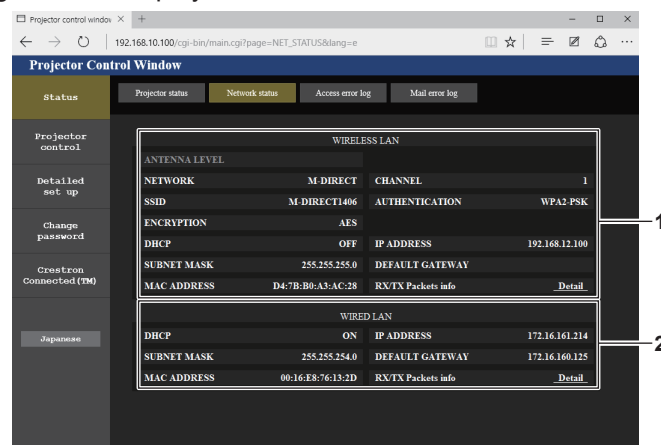 Projector control window
192.168.10.100/cgi-bin/main.cgi?page=NET_STATUS&lang=e
Projector Control Window
Status
Projector status
Network status
Access error log
Mail error log
Projector
control
Detailed
set up
Change
password
Crestron
Connected(TM)
Japanese
WIRELESS LAN
ANTENNA LEVEL
NETWORK M-DIRECT CHANNEL 1
SSID M-DIRECT1406 AUTHENTICATION WPA2-PSK
ENCRYPTION AES
DHCP OFF IP ADDRESS 192.168.12.100
SUBNET MASK 255.255.255.0 DEFAULT GATEWAY
MAC ADDRESS D4:7B:B0:A3:AC:28 RX/TX Packets info Detail
1
WIRED LAN
DHCP ON IP ADDRESS 172.16.161.214
SUBNET MASK 255.255.254.0 DEFAULT GATEWAY 172.16.160.125
MAC ADDRESS 00:16:E8:76:13:2D RX/TX Packets info Detail
2